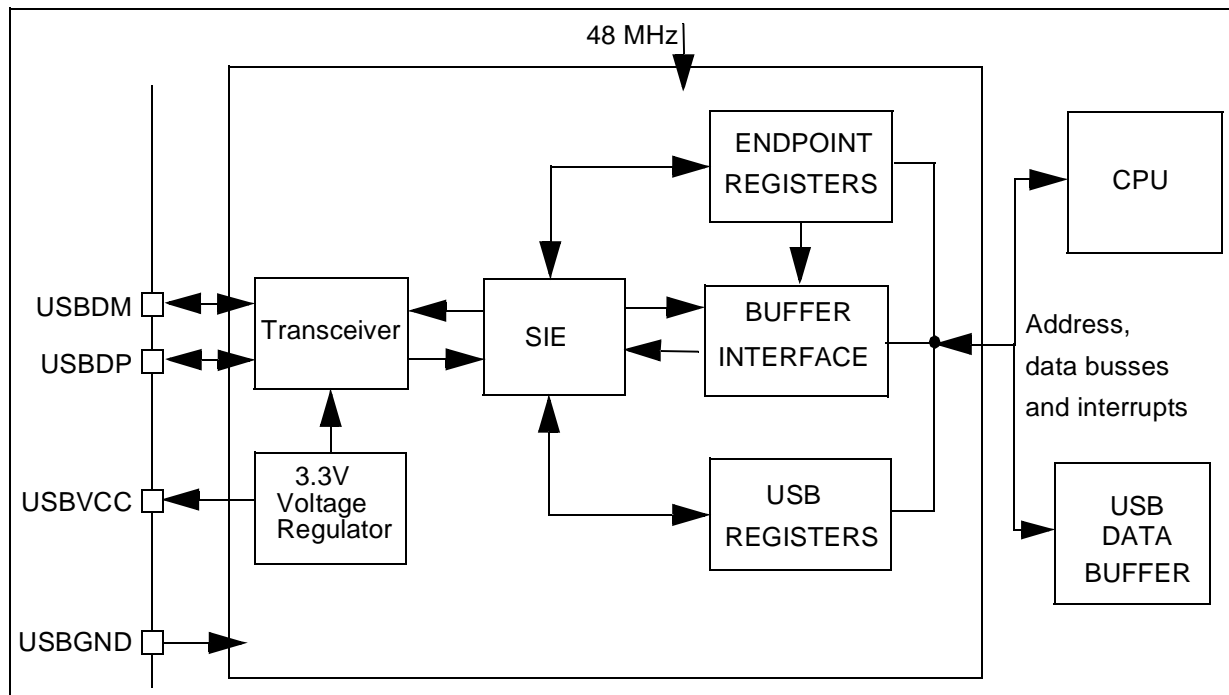 48 MHz
ENDPOINT
REGISTERS
CPU
USBDM
Transceiver
SIE
BUFFER
INTERFACE
Address,
data busses
and interrupts
USBDP
3.3V
Voltage
Regulator
USBVCC
USB
REGISTERS
USB
DATA
BUFFER
USBGND